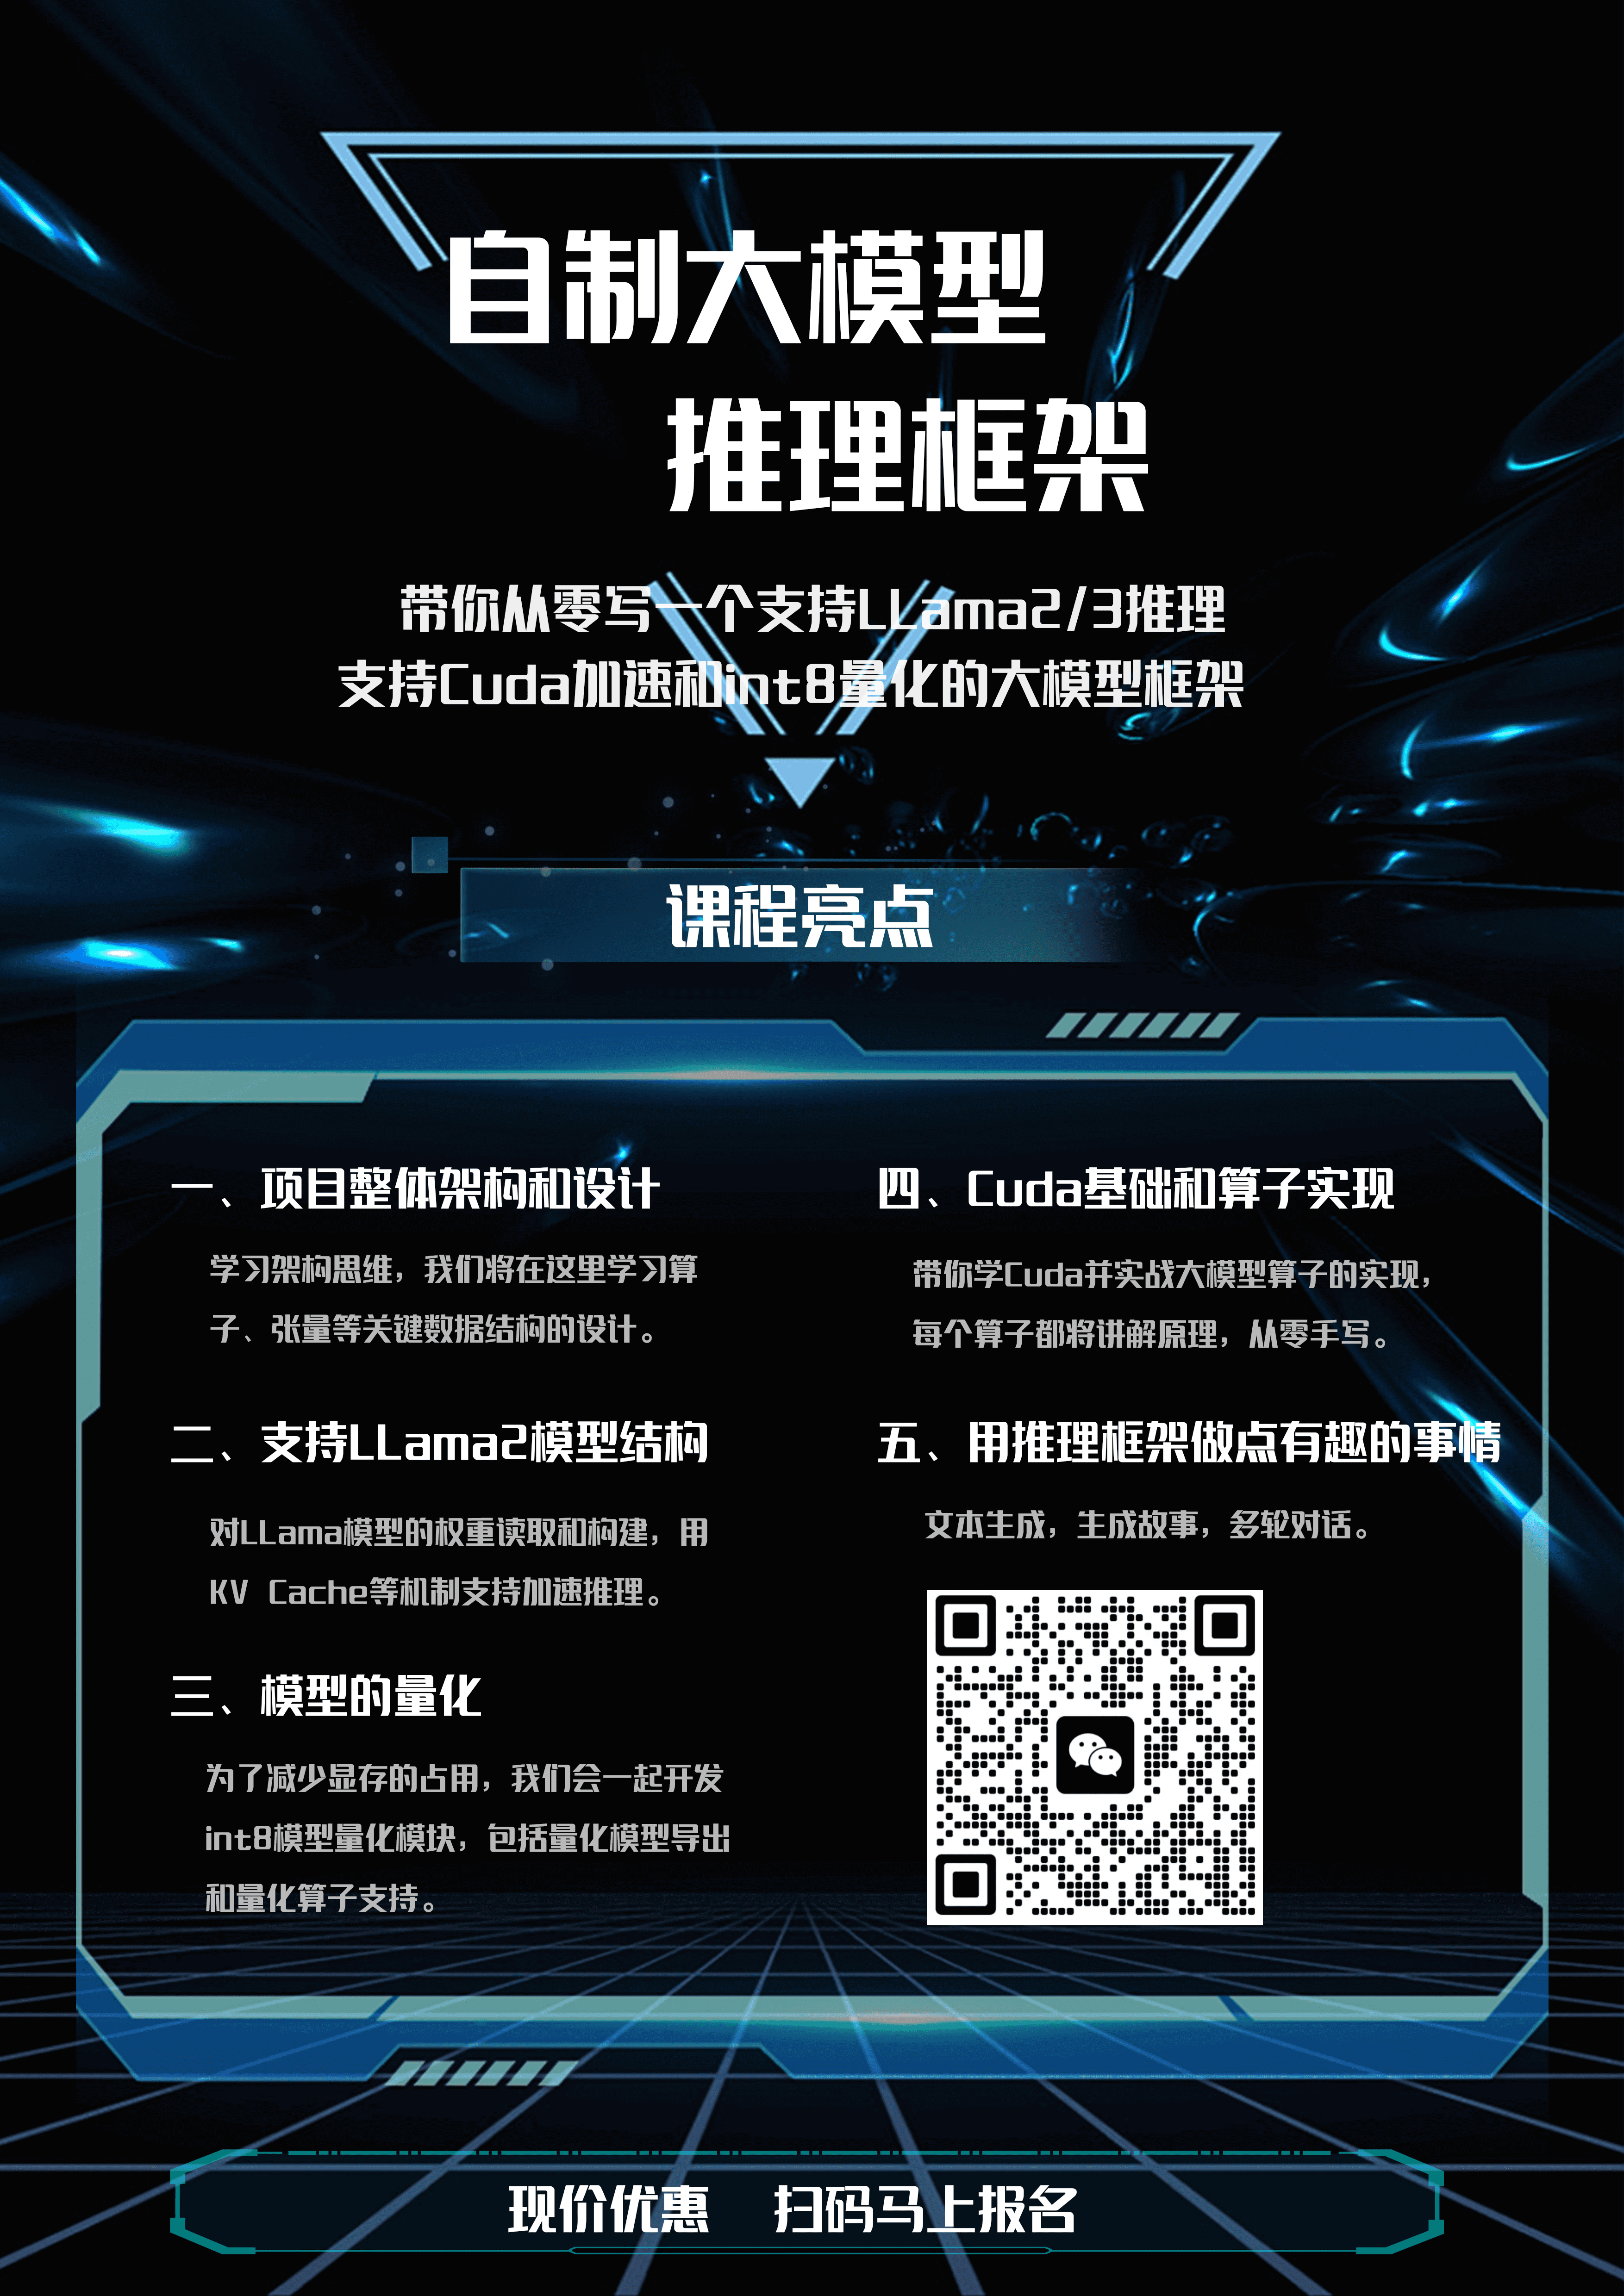 自制大模型
推理框架
带你从零写一个支持LLama2/3推理
支持Cuda加速和int8量化的大模型框架
课程亮点
一、项目整体架构和设计
学习架构思维，我们将在这里学习算
子、张量等关键数据结构的设计。
二、支持LLama2模型结构
对LLama模型的权重读取和构建，用
KV Cache等机制支持加速推理。
三、模型的量化
为了减少显存的占用，我们会一起开发
int8模型量化模块，包括量化模型导出
和量化算子支持。
四、Cuda基础和算子实现
带你学Cuda并实战大模型算子的实现，
每个算子都将讲解原理，从零手写。
五、用推理框架做点有趣的事情
文本生成，生成故事，多轮对话。
现价优惠 扫码马上报名